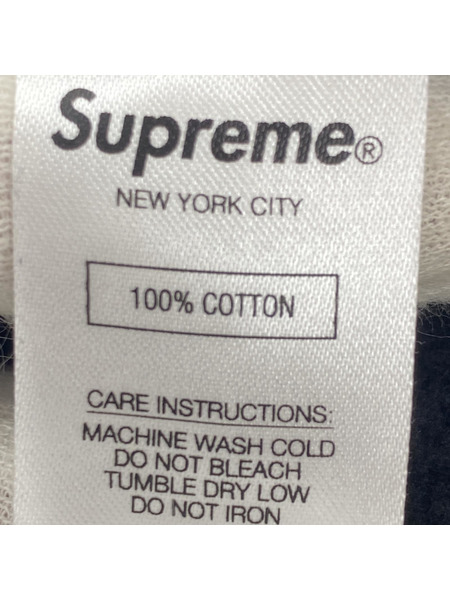 Supreme®
NEW YORK CITY
100% COTTON
CARE INSTRUCTIONS:
MACHINE WASH COLD
DO NOT BLEACH
TUMBLE DRY LOW
DO NOT IRON